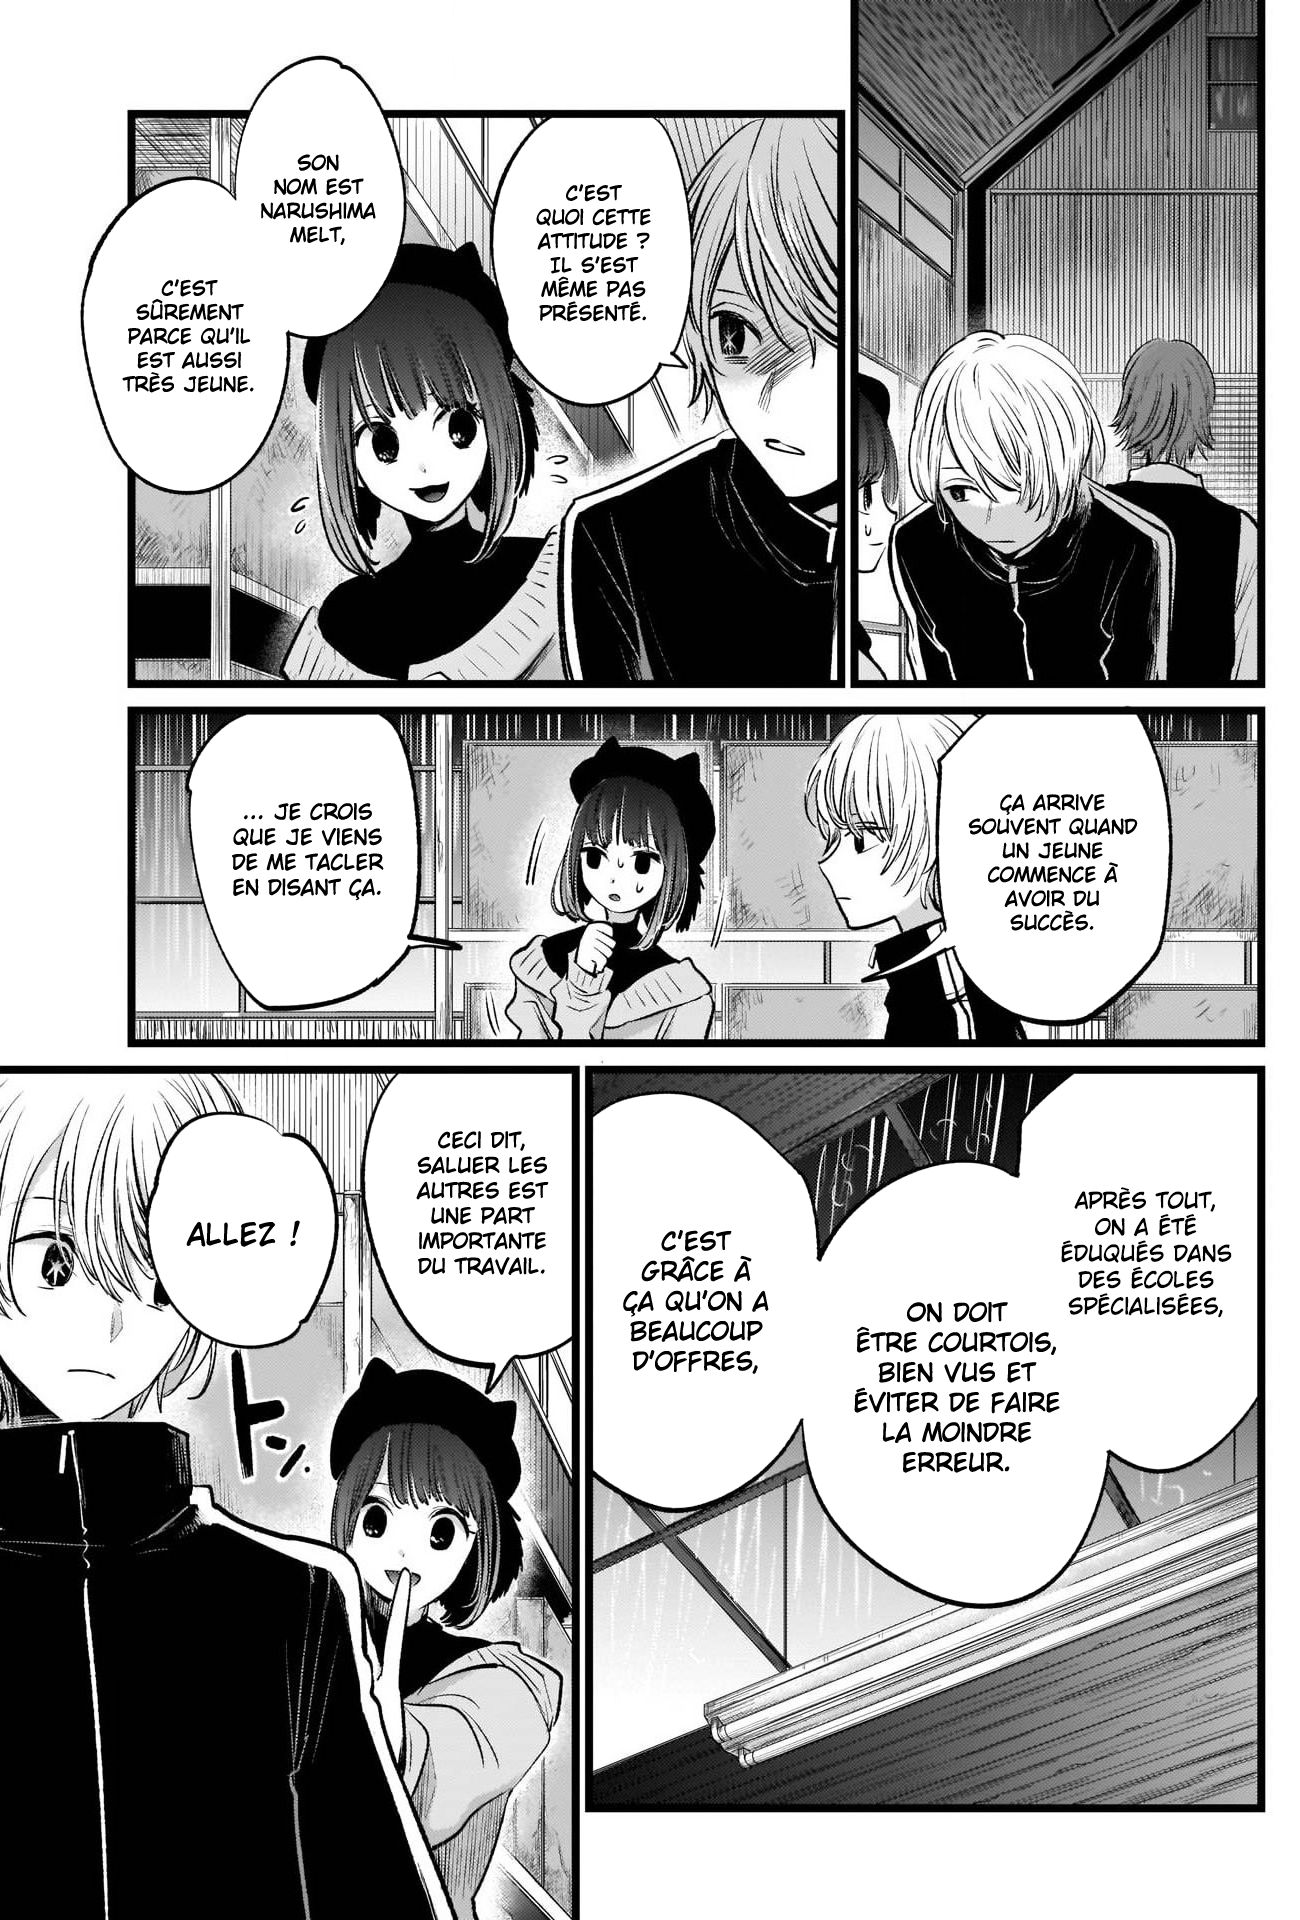 C'EST
QUOI CETTE
ATTITUDE ?
IL S'EST
MÊME PAS
PRÉSENTÉ.
SON
NOM EST
NARUSHIMA
MELT,
C'EST
SÛREMENT
PARCE QU'IL
EST AUSSI
TRÈS JEUNE.
ÇA ARRIVE
SOUVENT QUAND
UN JEUNE
COMMENCE À
AVOIR DU
SUCCÈS.
... JE CROIS
QUE JE VIENS
DE ME TACLER
EN DISANT ÇA.
APRÈS TOUT,
ON A ÉTÉ
ÉDUQUÉS DANS
DES ÉCOLES
SPÉCIALISÉES,
ON DOIT
ÊTRE COURTOIS,
BIEN VUS ET
ÉVITER DE FAIRE
LA MOINDRE
ERREUR.
C'EST
GRÂCE À
ÇA QU'ON A
BEAUCOUP
D'OFFRES,
CECI DIT,
SALUER LES
AUTRES EST
UNE PART
IMPORTANTE
DU TRAVAIL.
ALLEZ !
トン